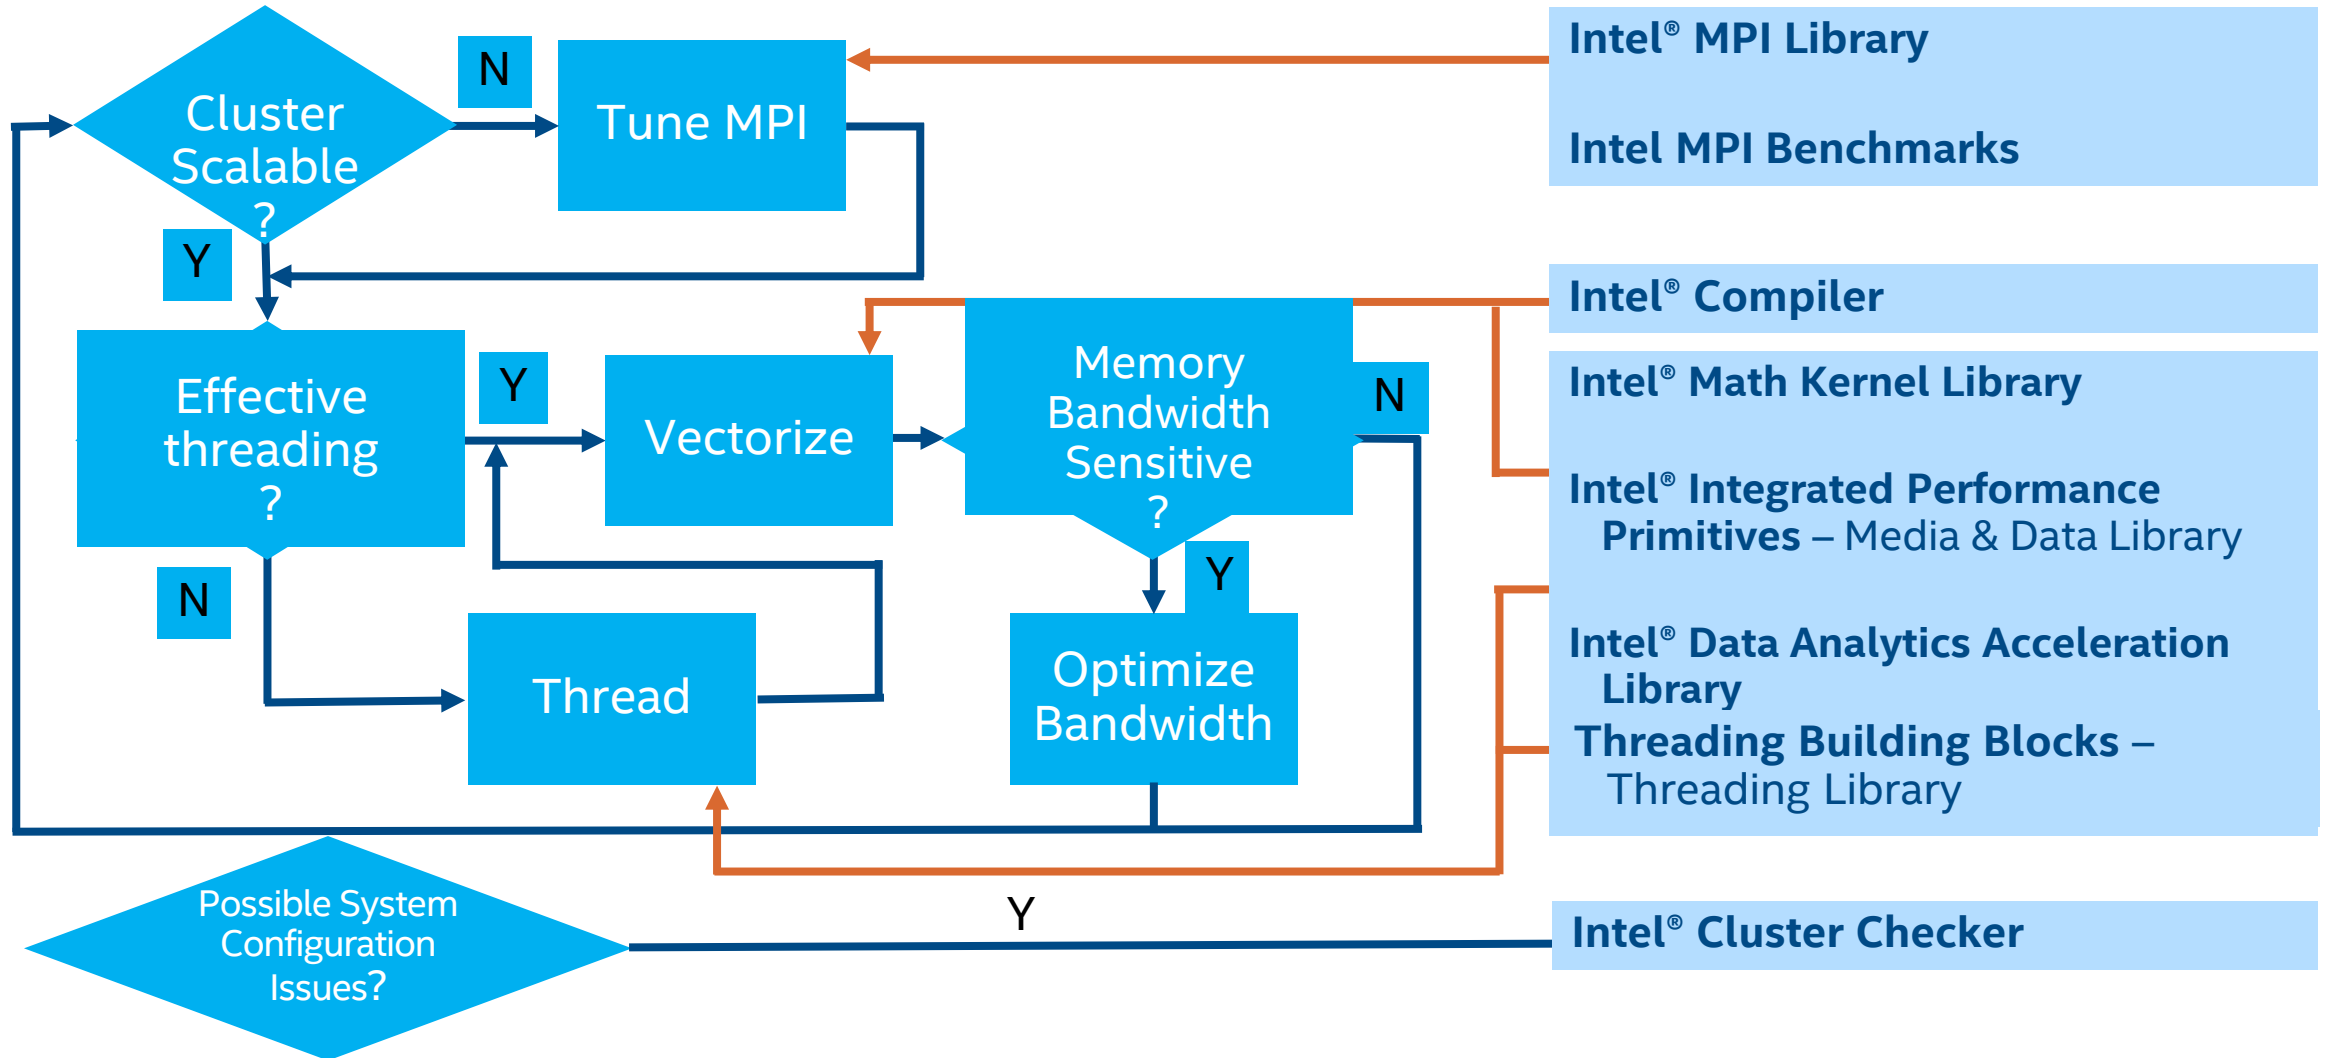 Cluster
Scalable
?
N
Tune MPI
Y
Effective
threading
?
Y
Vectorize
Memory
Bandwidth
Sensitive
?
N
N
Thread
Y
Optimize
Bandwidth
Possible System
Configuration
Issues?
Y
Intel® MPI Library
Intel MPI Benchmarks
Intel® Compiler
Intel® Math Kernel Library
Intel® Integrated Performance
Primitives – Media & Data Library
Intel® Data Analytics Acceleration
Library
Threading Building Blocks –
Threading Library
Intel® Cluster Checker